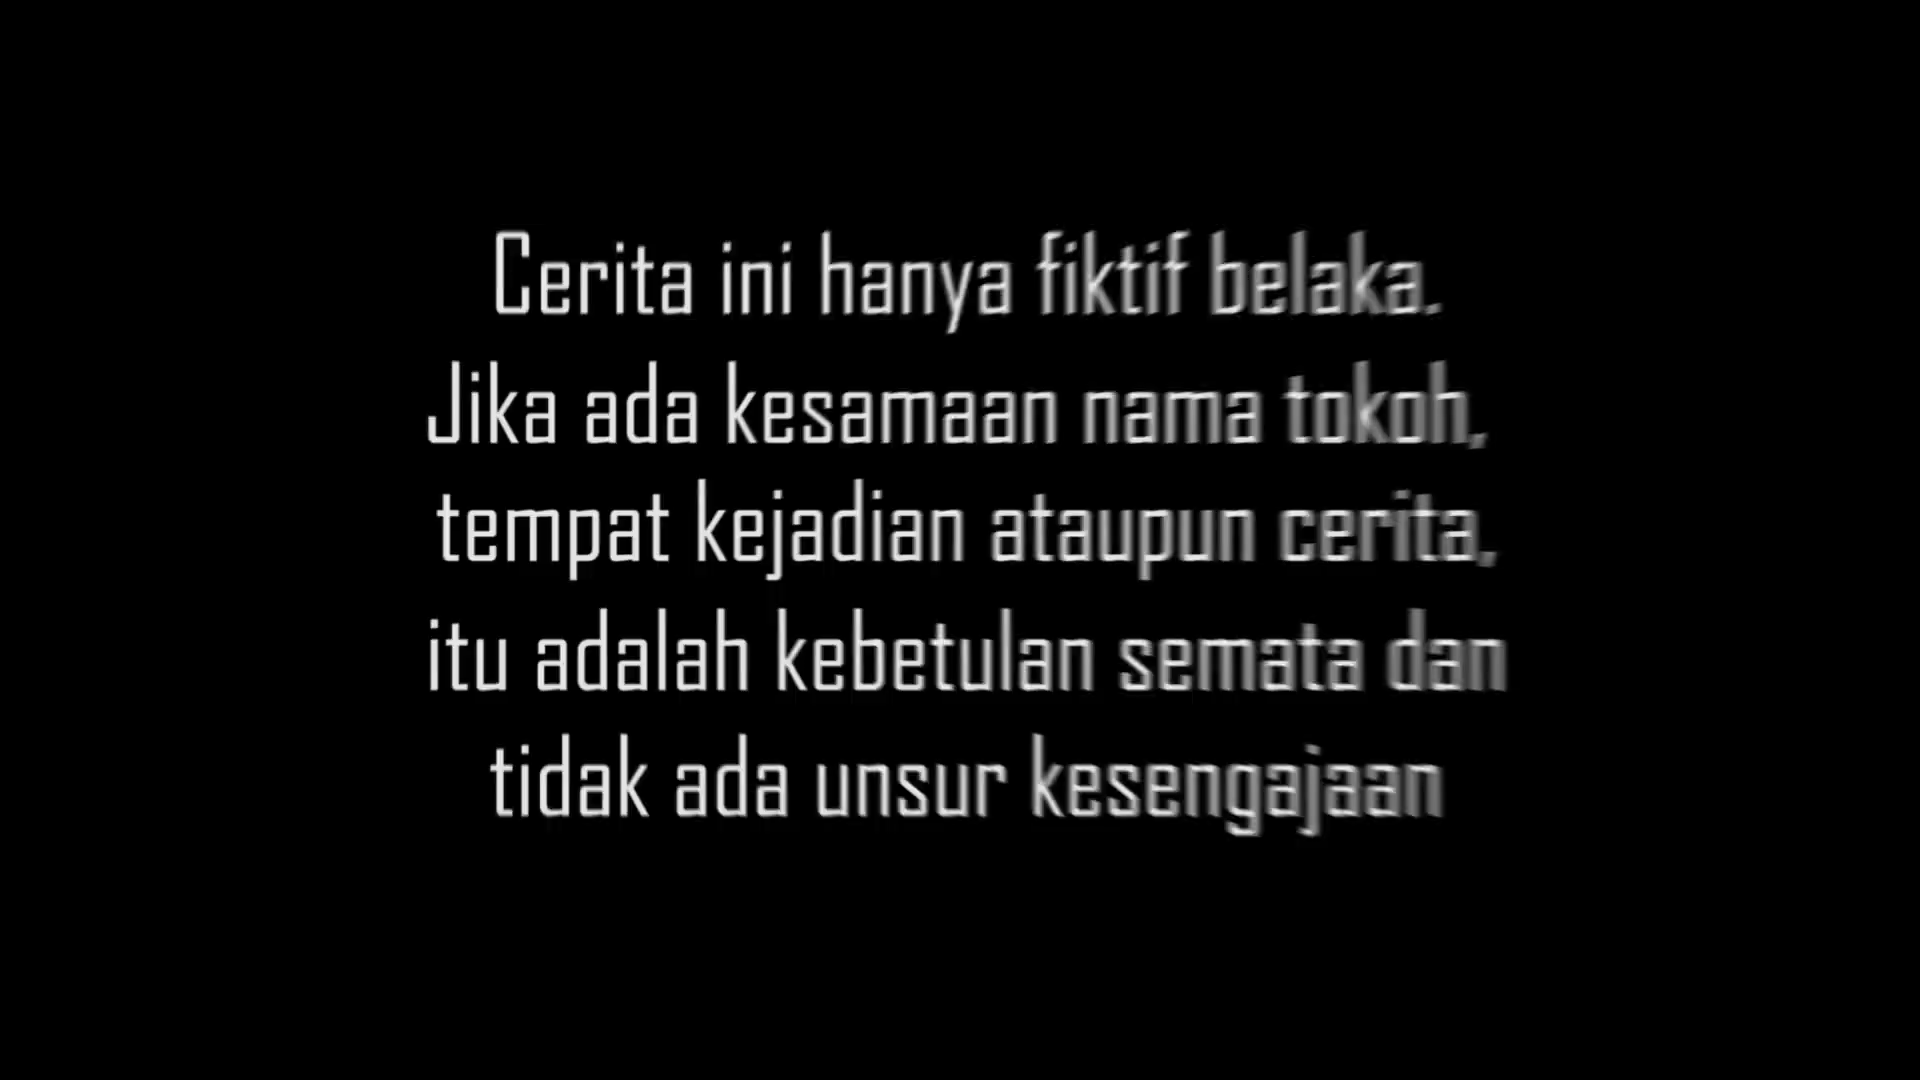 Cerita ini hanya fiktif belaka.
Jika ada kesamaan nama tokoh,
tempat kejadian ataupun cerita,
itu adalah kebetulan semata dan
tidak ada unsur kesengajaan